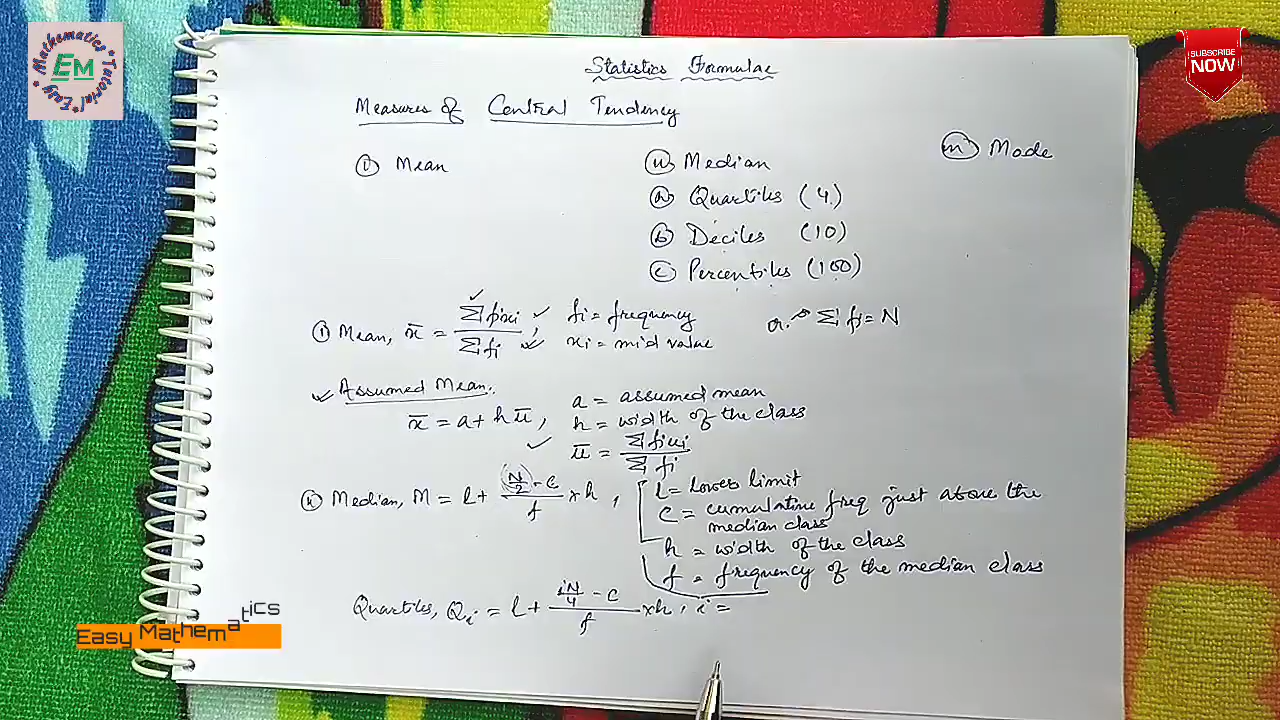 Mathematics * Tutorial Easy *
EM
SUBSCRIBE
NOW
Statistics Formulae
Measures of Central Tendency
(i) Mean
(ii) Median
(iii) Mode
(a) Quartiles (4)
(b) Deciles (10)
(c) Percentiles (100)
(i) Mean, x̄ = Σfixi / Σfi , fi = frequency
xi = mid value
or. → Σfi = N
Assumed Mean:
x̄ = a + h ū , a = assumed mean
h = width of the class
ū = Σfiui / Σfi
(ii) Median, M = l + (N/2 - C) / f × h , l = lower limit
C = cumulative freq just above the
median class
h = width of the class
f = frequency of the median class
Quartiles, Qi = l + (iN/4 - C) / f × h , i =
Easy Mathematics